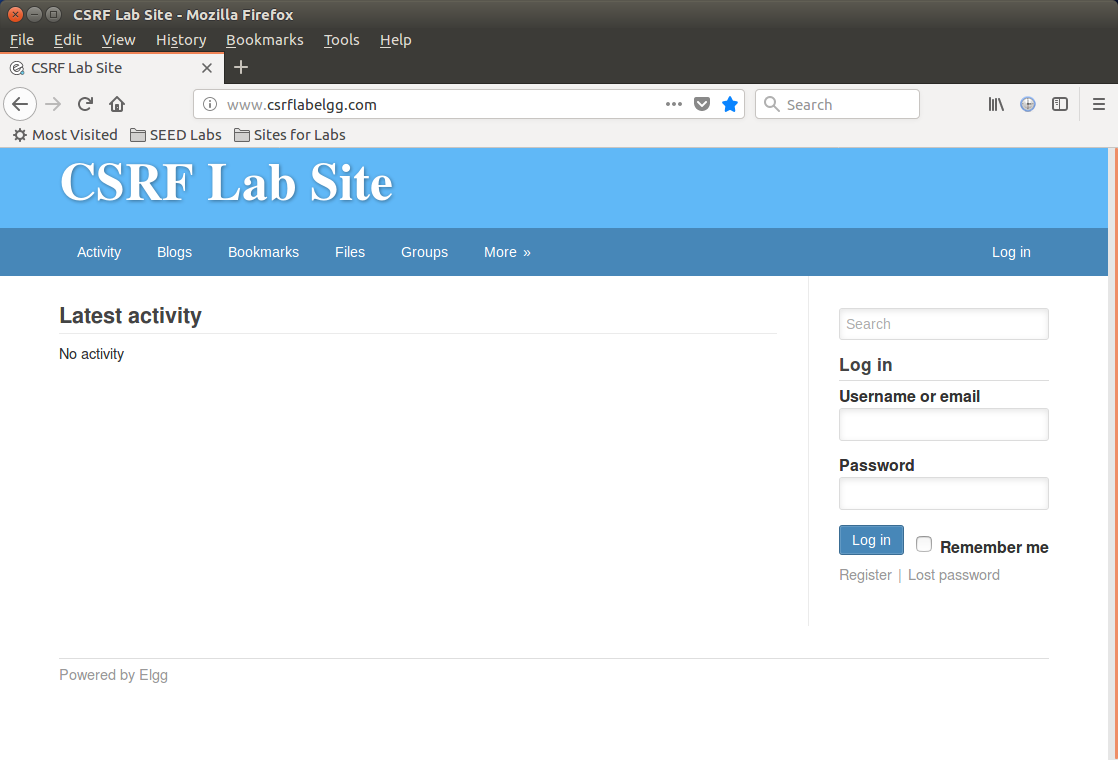 CSRF Lab Site - Mozilla Firefox
File Edit View History Bookmarks Tools Help
CSRF Lab Site
www.csrflabelgg.com
Search
Most Visited SEED Labs Sites for Labs
CSRF Lab Site
Activity Blogs Bookmarks Files Groups More » Log in
Latest activity
No activity
Search
Log in
Username or email
Password
Log in Remember me
Register | Lost password
Powered by Elgg